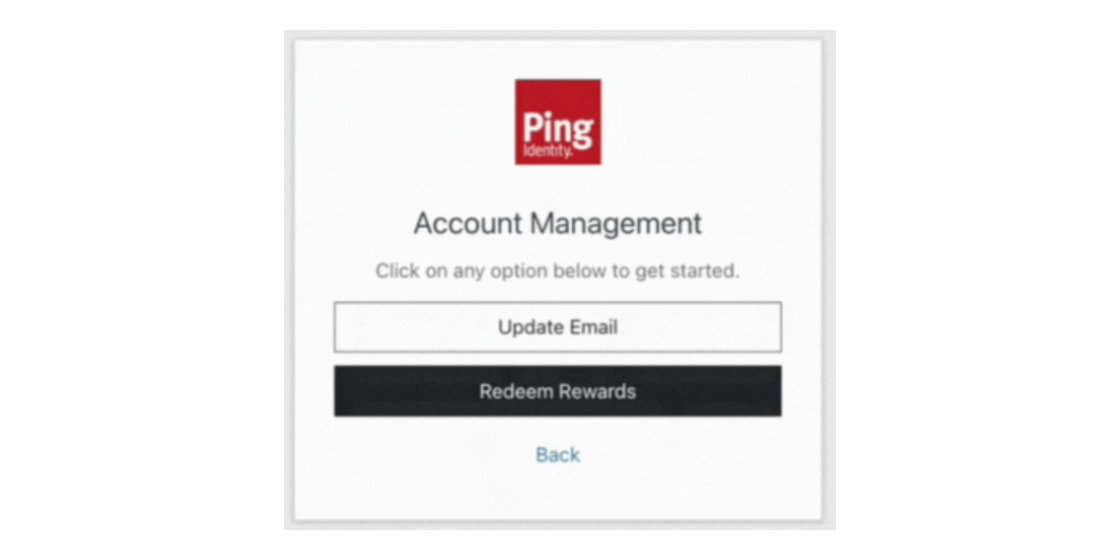 Ping
Identity.
Account Management
Click on any option below to get started.
Update Email
Redeem Rewards
Back